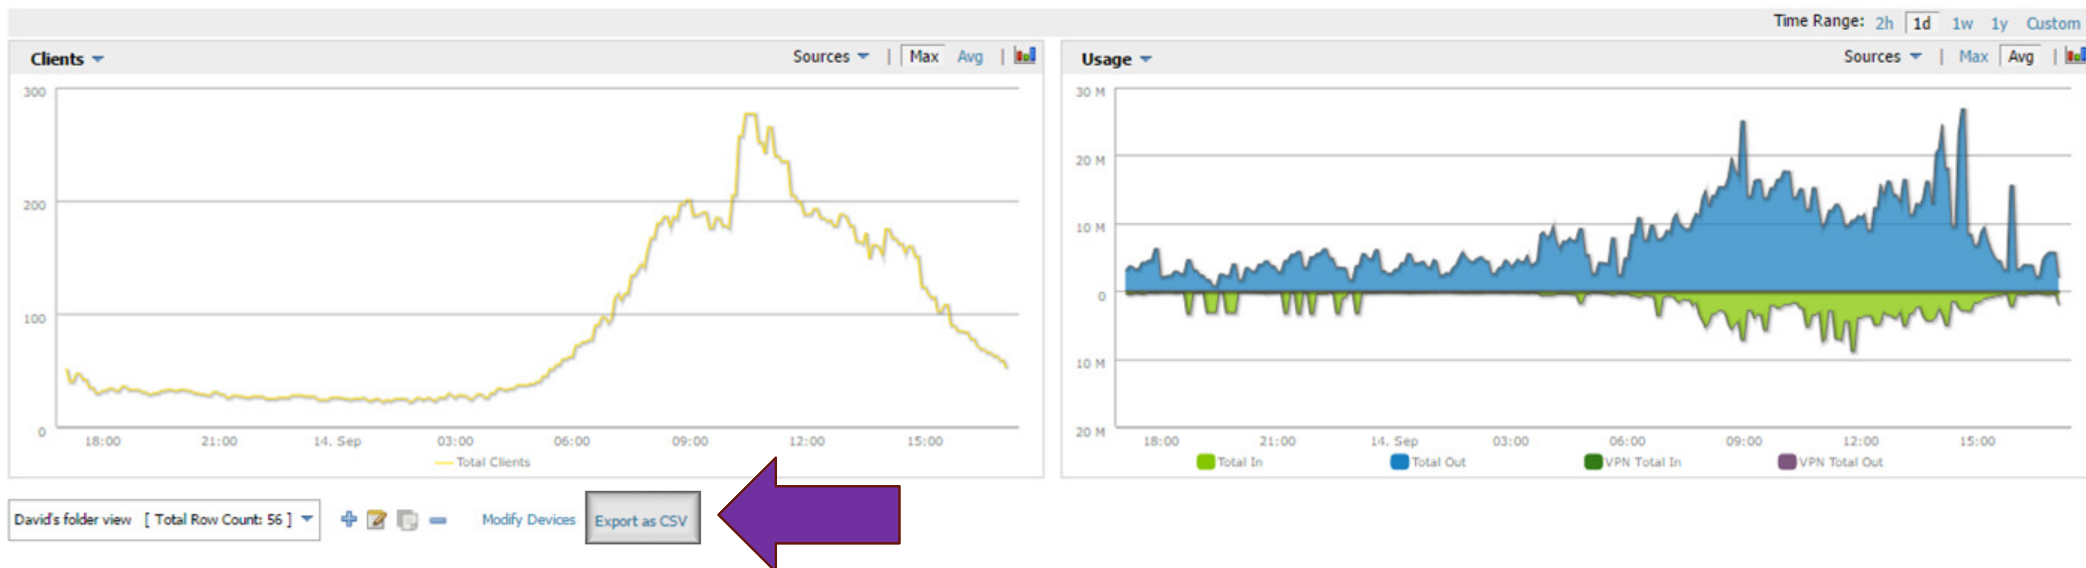 Time Range: 2h 1d 1w 1y Custom
Clients Sources | Max Avg |
300
200
100
0
18:00 21:00 14. Sep 03:00 06:00 09:00 12:00 15:00
Total Clients
Usage Sources | Max Avg |
30 M
20 M
10 M
0
10 M
20 M
18:00 21:00 14. Sep 03:00 06:00 09:00 12:00 15:00
Total In Total Out VPN Total In VPN Total Out
David's folder view [ Total Row Count: 56 ] Modify Devices Export as CSV